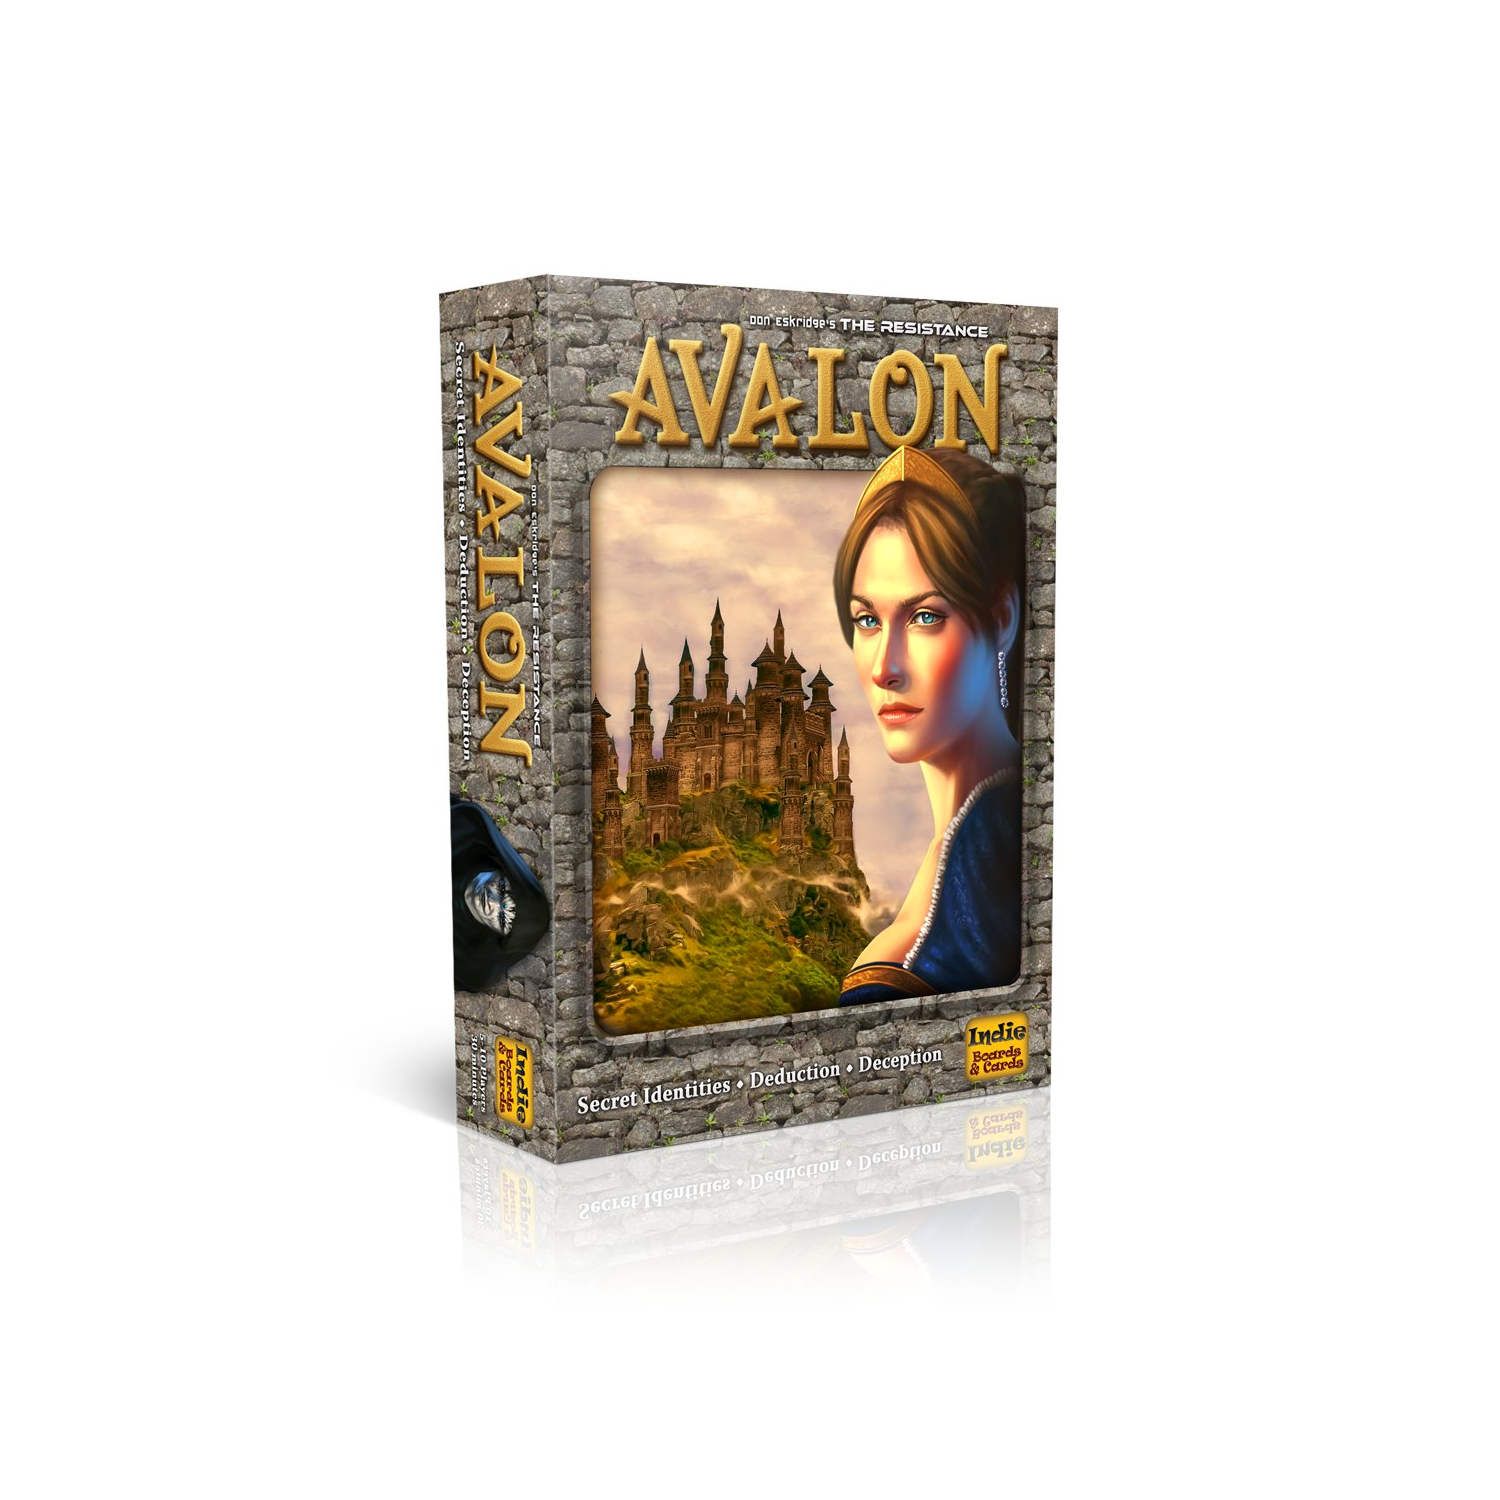 Don Eskridge's THE RESISTANCE
AVALON
Secret Identities • Deduction • Deception
Indie
Boards
& Cards
Don Eskridge's THE RESISTANCE
AVALON
Secret Identities • Deduction • Deception
Indie
Boards
& Cards
5-10 Players
30 minutes